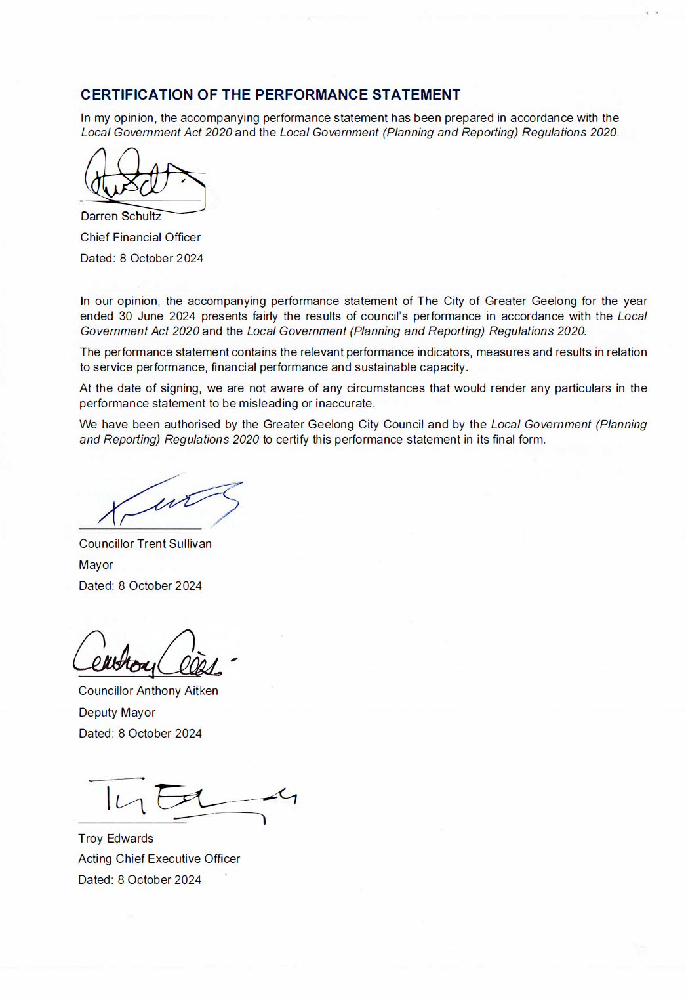 CERTIFICATION OF THE PERFORMANCE STATEMENT
In my opinion, the accompanying performance statement has been prepared in accordance with the
Local Government Act 2020 and the Local Government (Planning and Reporting) Regulations 2020.
Darren Schultz
Chief Financial Officer
Dated: 8 October 2024
In our opinion, the accompanying performance statement of The City of Greater Geelong for the year
ended 30 June 2024 presents fairly the results of council's performance in accordance with the Local
Government Act 2020 and the Local Government (Planning and Reporting) Regulations 2020.
The performance statement contains the relevant performance indicators, measures and results in relation
to service performance, financial performance and sustainable capacity.
At the date of signing, we are not aware of any circumstances that would render any particulars in the
performance statement to be misleading or inaccurate.
We have been authorised by the Greater Geelong City Council and by the Local Government (Planning
and Reporting) Regulations 2020 to certify this performance statement in its final form.
Councillor Trent Sullivan
Mayor
Dated: 8 October 2024
Councillor Anthony Aitken
Deputy Mayor
Dated: 8 October 2024
Troy Edwards
Acting Chief Executive Officer
Dated: 8 October 2024